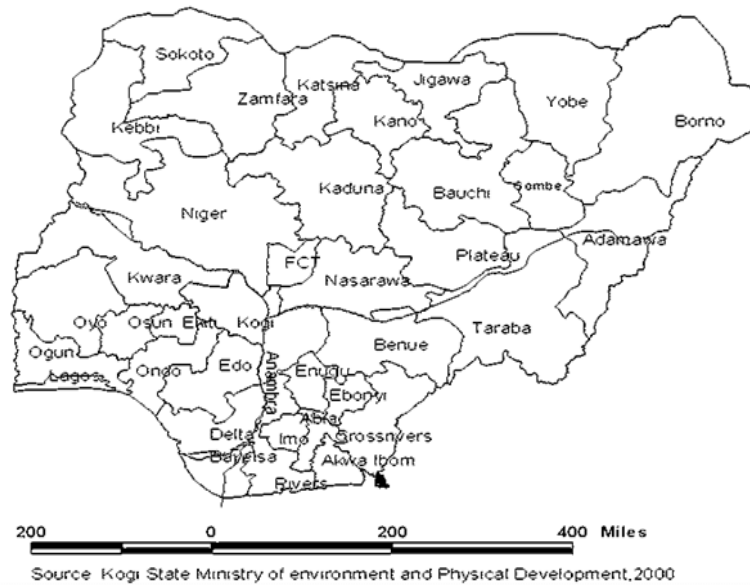 Sokoto
Katsina
Jigawa
Zamfara
Yobe
Kano
Borno
Kebbi
Kaduna
Bauchi
Gombe
Niger
Adamawa
Plateau
FCT
Nasarawa
Kwara
Kogi
Taraba
Oyo
Osun
Ekiti
Benue
Ogun
Edo
Enugu
Ondo
Anambra
Lagos
Ebonyi
Abia
Delta
Imo
Crossrivers
Bayelsa
Akwa Ibom
Rivers
200 0 200 400 Miles
Source Kogi State Ministry of environment and Physical Development,2000